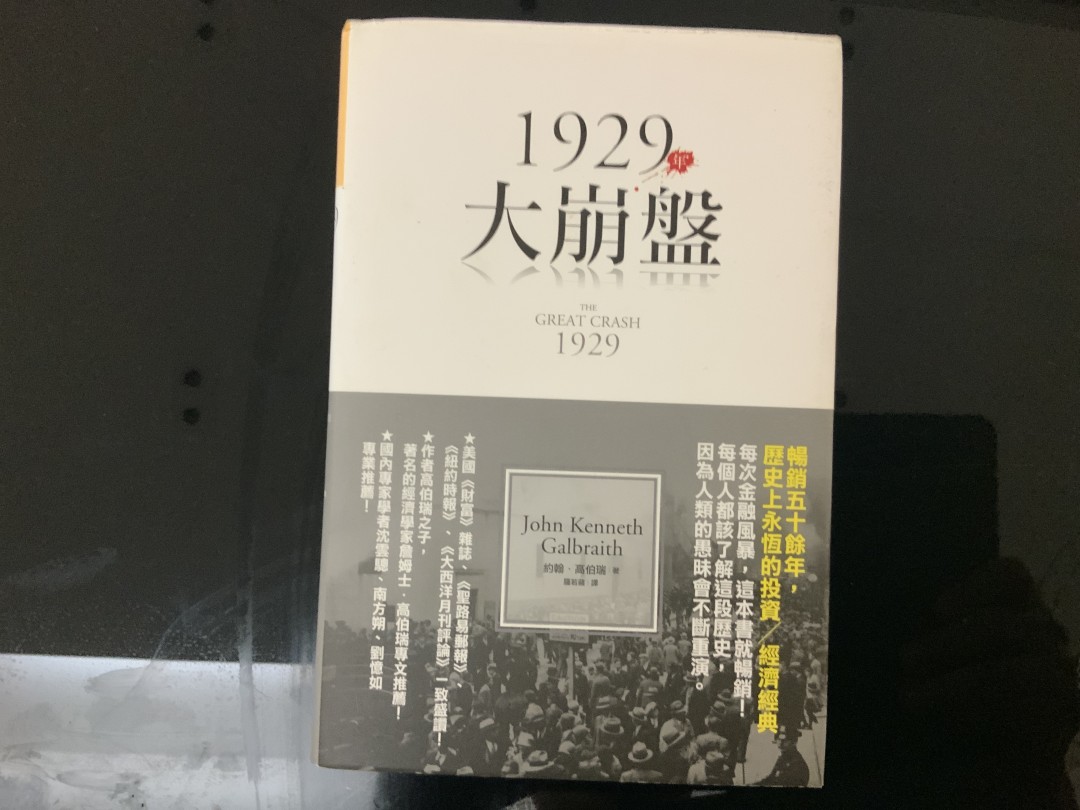 1929年
大崩盤
THE
GREAT CRASH
1929
暢銷五十餘年，
歷史上永恆的投資／經濟經典
每次金融風暴，這本書就暢銷！
每個人都該了解這段歷史，
因為人類的愚昧會不斷重演。
John Kenneth
Galbraith
約翰．高伯瑞 著
羅若蘋 譯
★美國《財富》雜誌、《聖路易郵報》、
《紐約時報》、《大西洋月刊評論》一致盛讚！
★作者高伯瑞之子，
著名的經濟學家詹姆士．高伯瑞專文推薦！
★國內專家學者沈雲驄、南方朔、劉憶如
專業推薦！